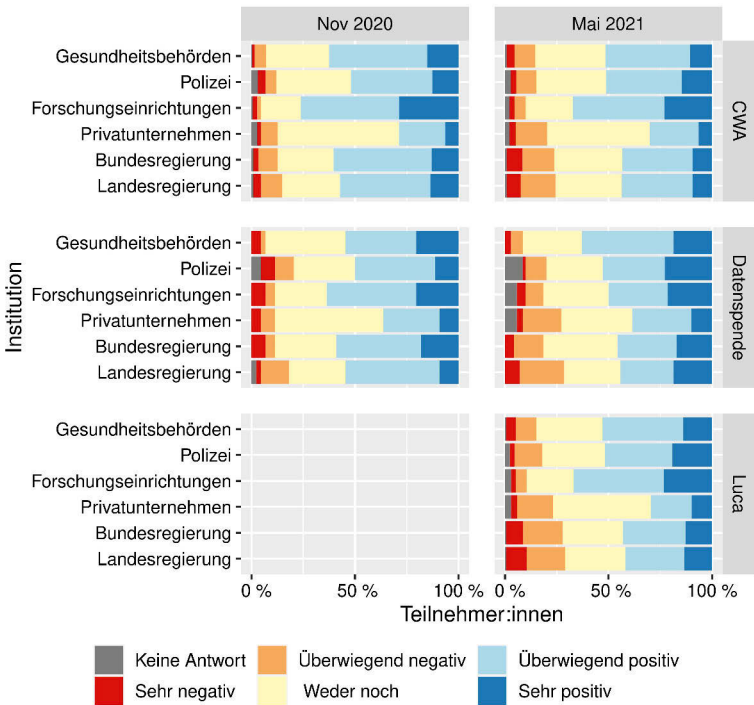 Nov 2020
Mai 2021
Institution
Gesundheitsbehörden
Polizei
Forschungseinrichtungen
Privatunternehmen
Bundesregierung
Landesregierung
CWA
Gesundheitsbehörden
Polizei
Forschungseinrichtungen
Privatunternehmen
Bundesregierung
Landesregierung
Datenspende
Gesundheitsbehörden
Polizei
Forschungseinrichtungen
Privatunternehmen
Bundesregierung
Landesregierung
Luca
0 % 50 % 100 % 0 % 50 % 100 %
Teilnehmer:innen
Keine Antwort Überwiegend negativ Überwiegend positiv
Sehr negativ Weder noch Sehr positiv